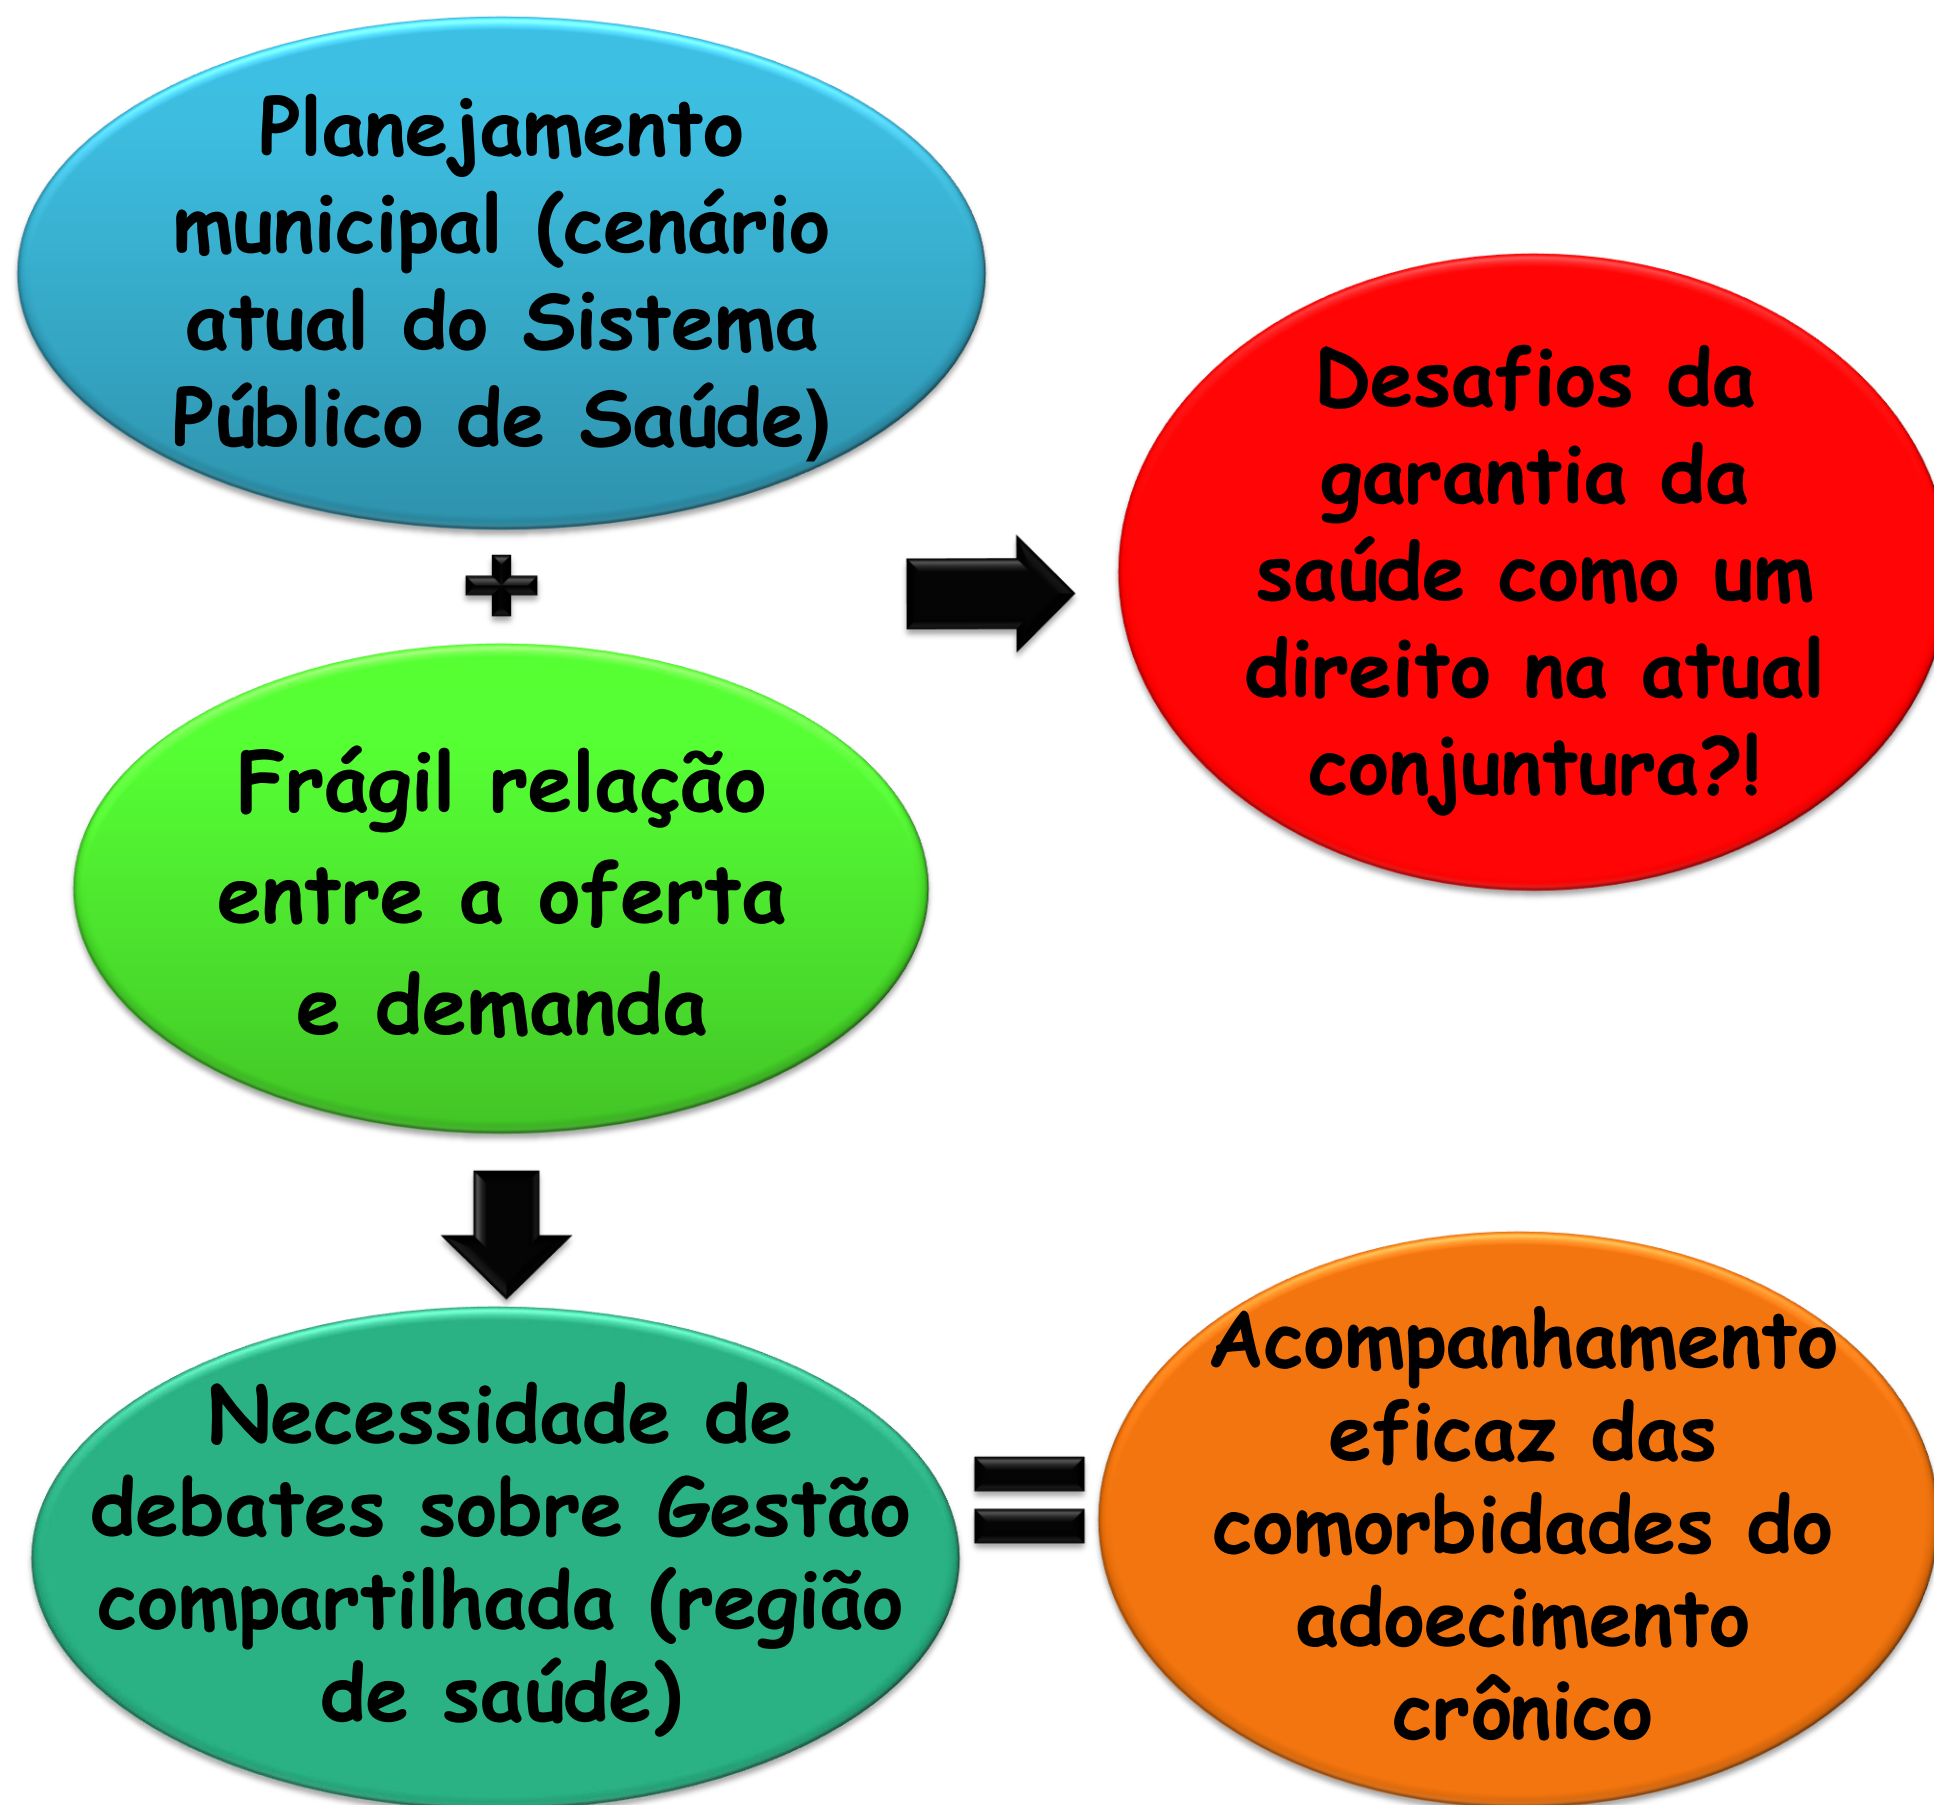 Planejamento
municipal (cenário
atual do Sistema
Público de Saúde)
+
Frágil relação
entre a oferta
e demanda
Desafios da
garantia da
saúde como um
direito na atual
conjuntura?!
Necessidade de
debates sobre Gestão
compartilhada (região
de saúde)
=
Acompanhamento
eficaz das
comorbidades do
adoecimento
crônico